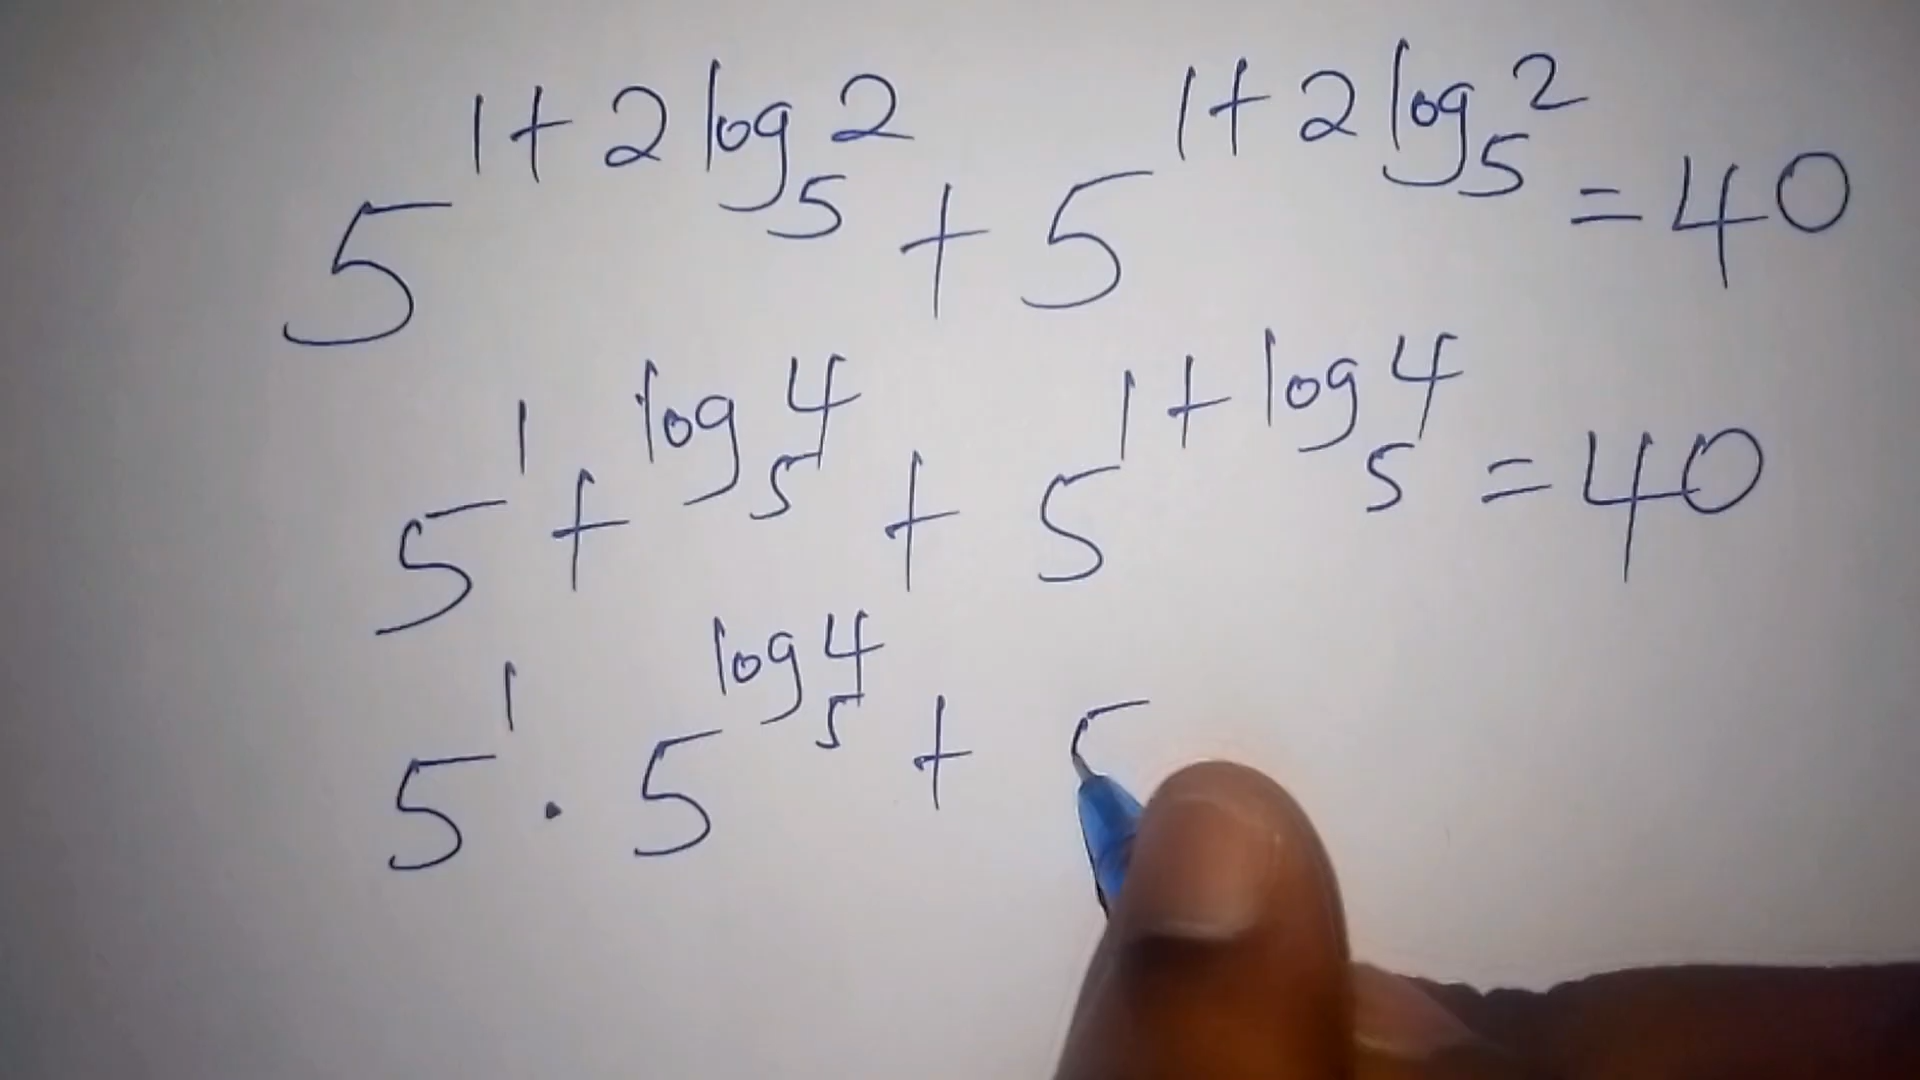 5^{1+2log_5 2} + 5^{1+2log_5 2} = 40
5^{1+log_5 4} + 5^{1+log_5 4} = 40
5^1 · 5^{log_5 4} + 5